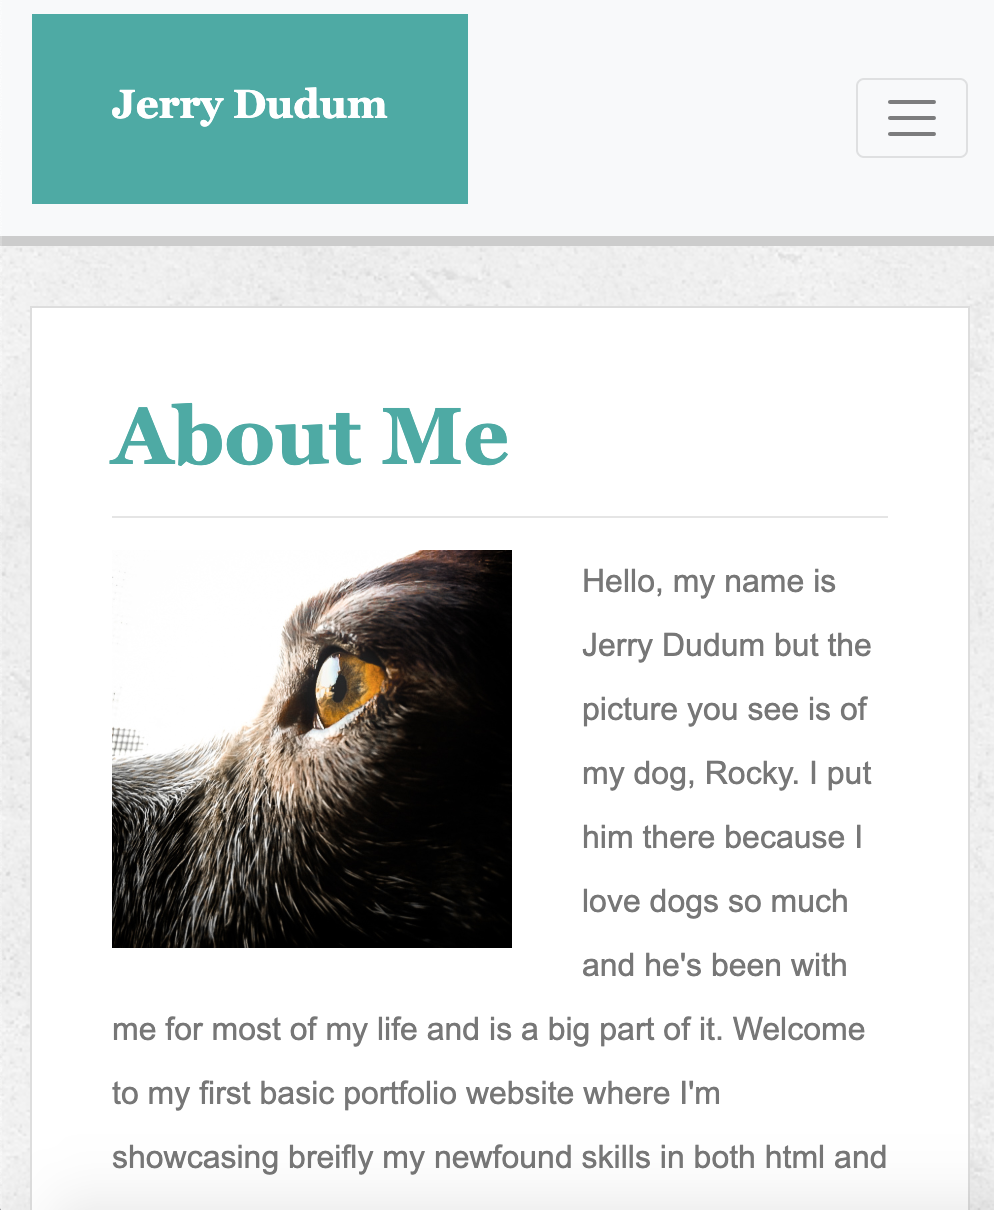 Jerry Dudum
About Me
Hello, my name is
Jerry Dudum but the
picture you see is of
my dog, Rocky. I put
him there because I
love dogs so much
and he's been with
me for most of my life and is a big part of it. Welcome
to my first basic portfolio website where I'm
showcasing breifly my newfound skills in both html and